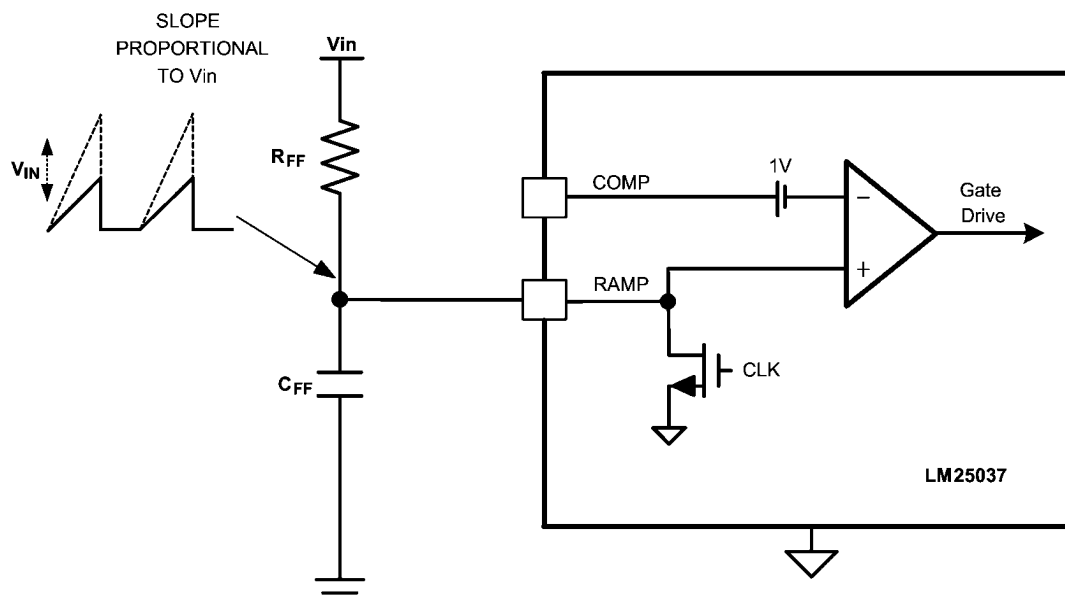 SLOPE
PROPORTIONAL
TO Vin
Vin
VIN
RFF
CFF
COMP
1V
−
+
Gate
Drive
RAMP
CLK
LM25037